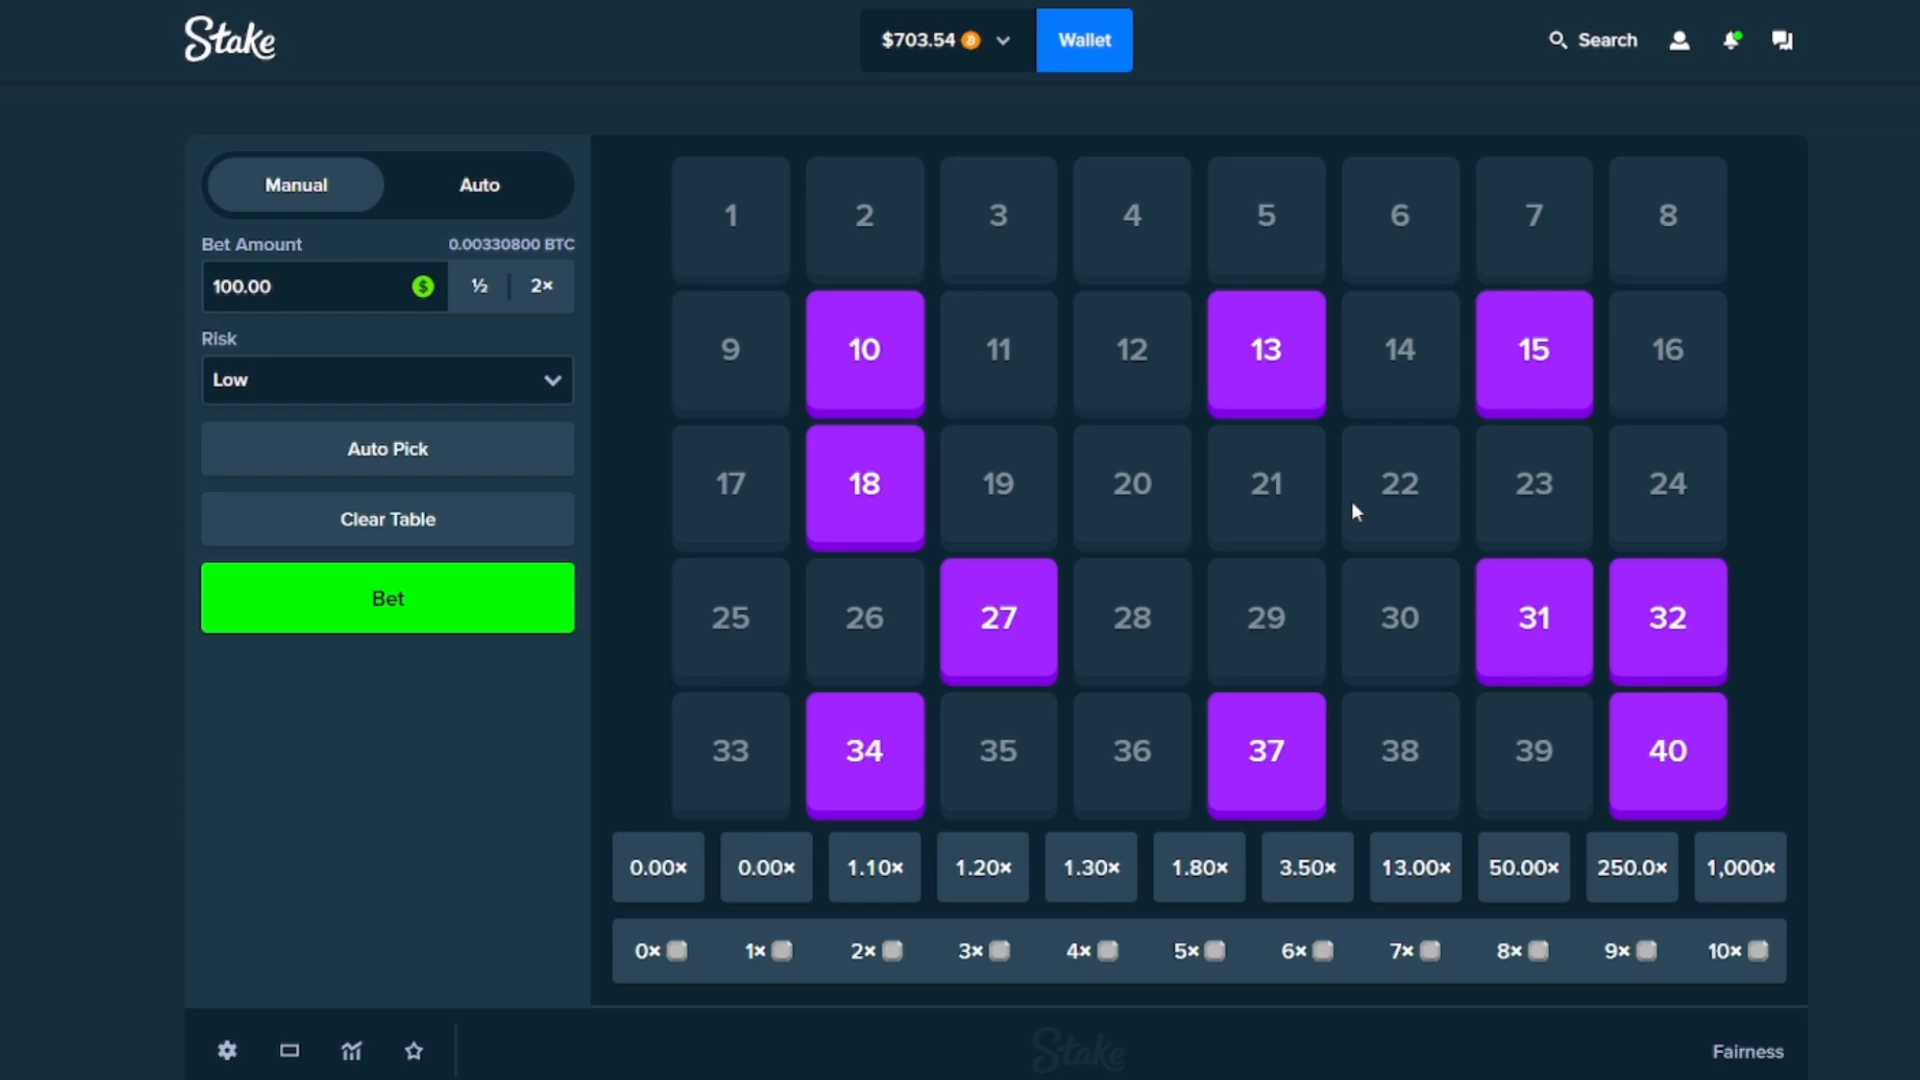 Stake
$703.54
Wallet
Search
Manual Auto
Bet Amount 0.00330800 BTC
100.00 $ ½ 2×
Risk
Low
Auto Pick
Clear Table
Bet
1 2 3 4 5 6 7 8
9 10 11 12 13 14 15 16
17 18 19 20 21 22 23 24
25 26 27 28 29 30 31 32
33 34 35 36 37 38 39 40
0.00× 0.00× 1.10× 1.20× 1.30× 1.80× 3.50× 13.00× 50.00× 250.0× 1,000×
0× 1× 2× 3× 4× 5× 6× 7× 8× 9× 10×
Stake
Fairness